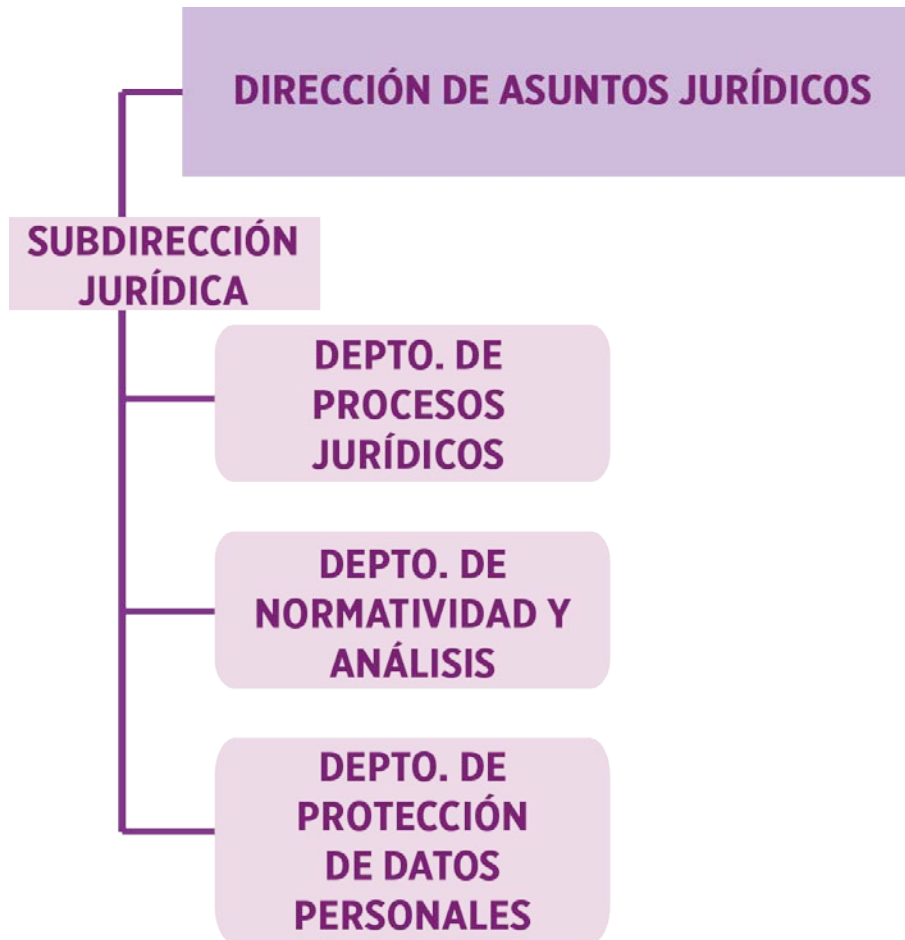 DIRECCIÓN DE ASUNTOS JURÍDICOS
SUBDIRECCIÓN
JURÍDICA
DEPTO. DE
PROCESOS
JURÍDICOS
DEPTO. DE
NORMATIVIDAD Y
ANÁLISIS
DEPTO. DE
PROTECCIÓN
DE DATOS
PERSONALES